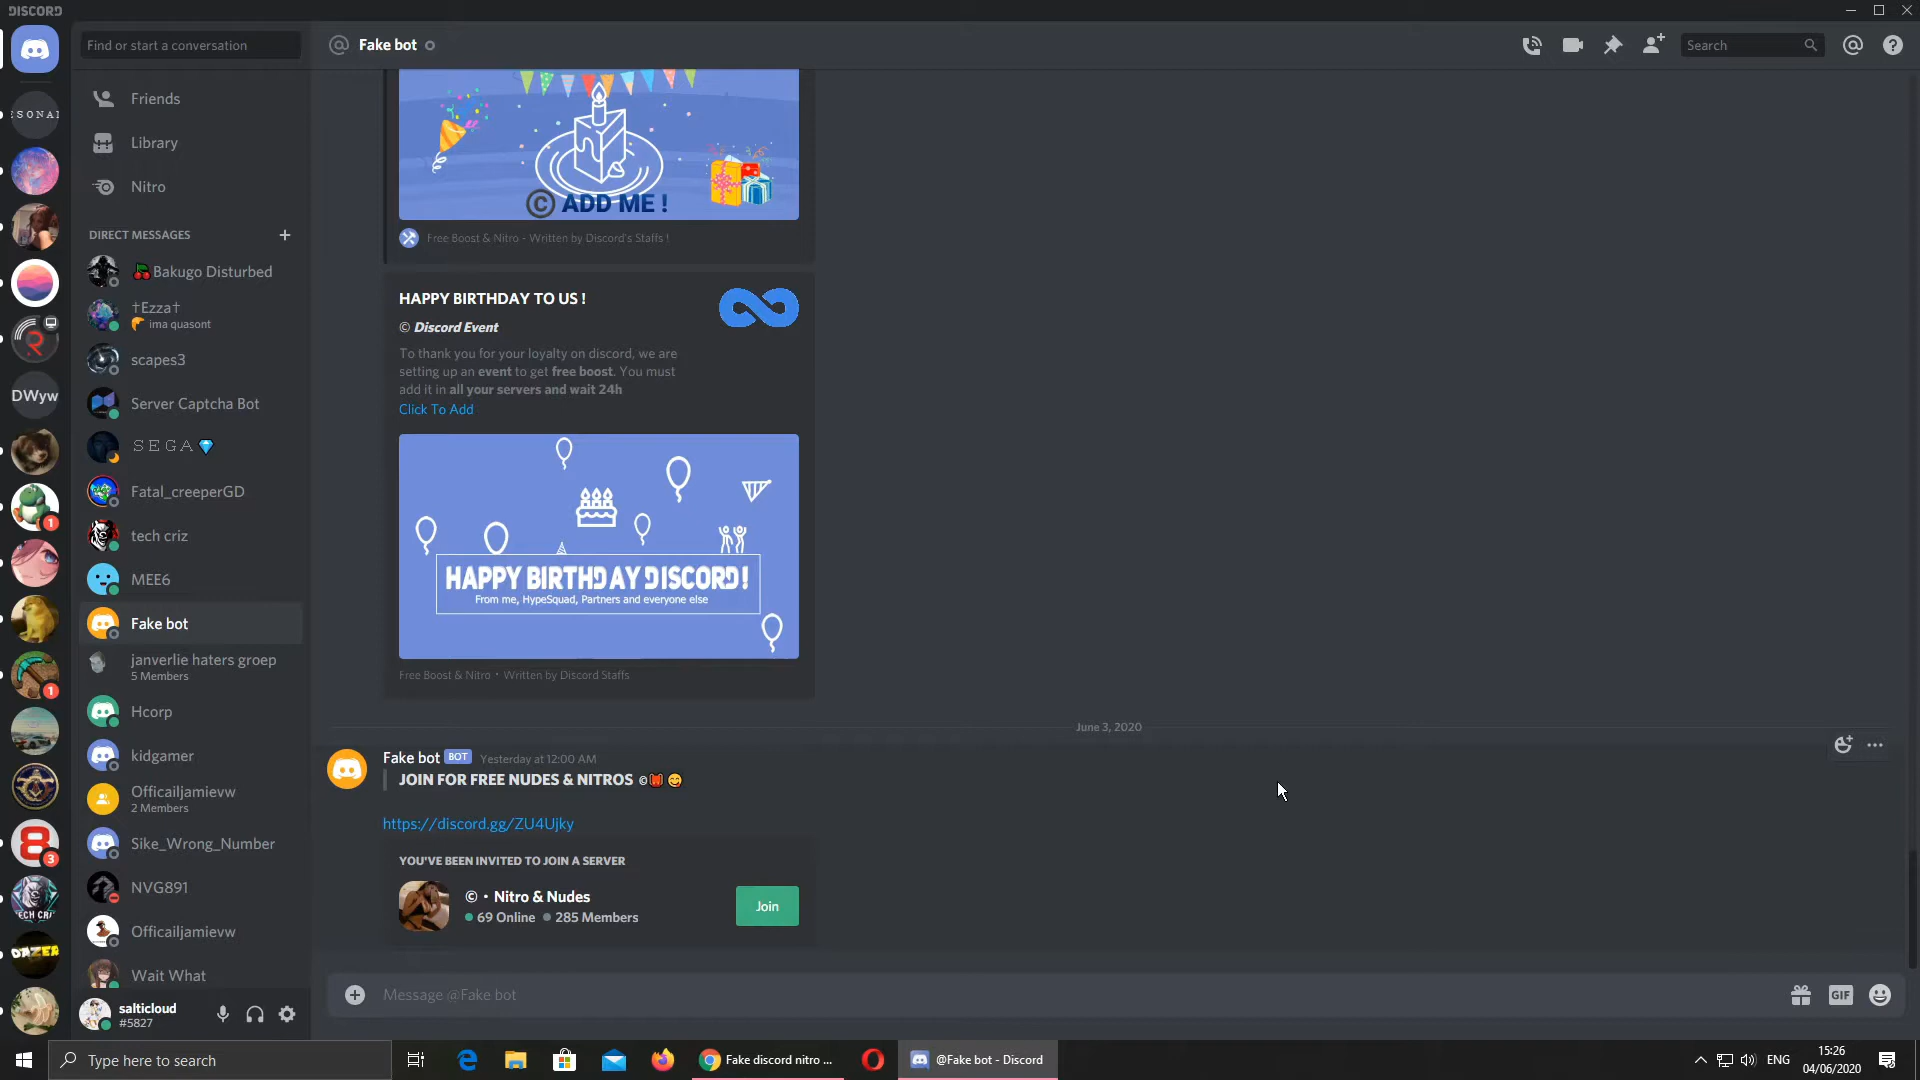 DISCORD
Find or start a conversation
Fake bot
Search
Friends
Library
Nitro
DIRECT MESSAGES
Bakugo Disturbed
†Ezza†
ima quasont
scapes3
Server Captcha Bot
S E G A
Fatal_creeperGD
tech criz
MEE6
Fake bot
janverlie haters groep
5 Members
Hcorp
kidgamer
Officailjamievw
2 Members
Sike_Wrong_Number
NVG891
Officailjamievw
Wait What
salticloud
#5827
DWyw
1
1
8
3
DAZER
© ADD ME !
Free Boost & Nitro - Written by Discord's Staffs !
HAPPY BIRTHDAY TO US !
© Discord Event
To thank you for your loyalty on discord, we are
setting up an event to get free boost. You must
add it in all your servers and wait 24h
Click To Add
HAPPY BIRTHDAY DISCORD!
From me, HypeSquad, Partners and everyone else
Free Boost & Nitro • Written by Discord Staffs
June 3, 2020
Fake bot BOT Yesterday at 12:00 AM
JOIN FOR FREE NUDES & NITROS ©
https://discord.gg/ZU4Ujky
YOU'VE BEEN INVITED TO JOIN A SERVER
© • Nitro & Nudes
69 Online 285 Members
Join
Message @Fake bot
GIF
Type here to search
Fake discord nitro ...
@Fake bot - Discord
ENG
15:26
04/06/2020